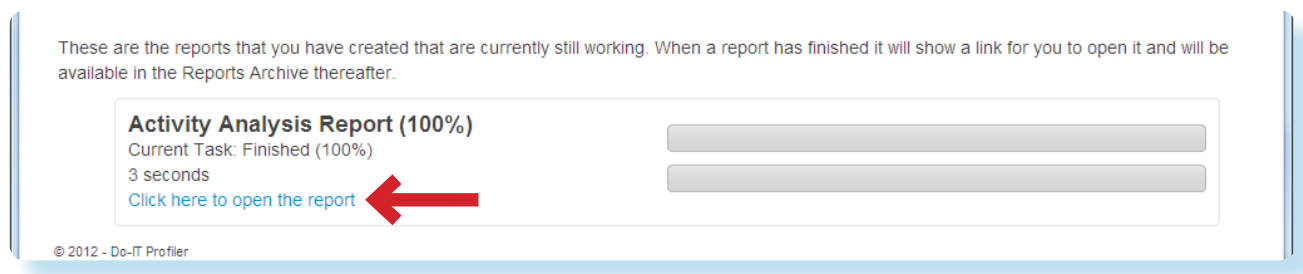 These are the reports that you have created that are currently still working. When a report has finished it will show a link for you to open it and will be
available in the Reports Archive thereafter.
Activity Analysis Report (100%)
Current Task: Finished (100%)
3 seconds
Click here to open the report
© 2012 - Do-IT Profiler